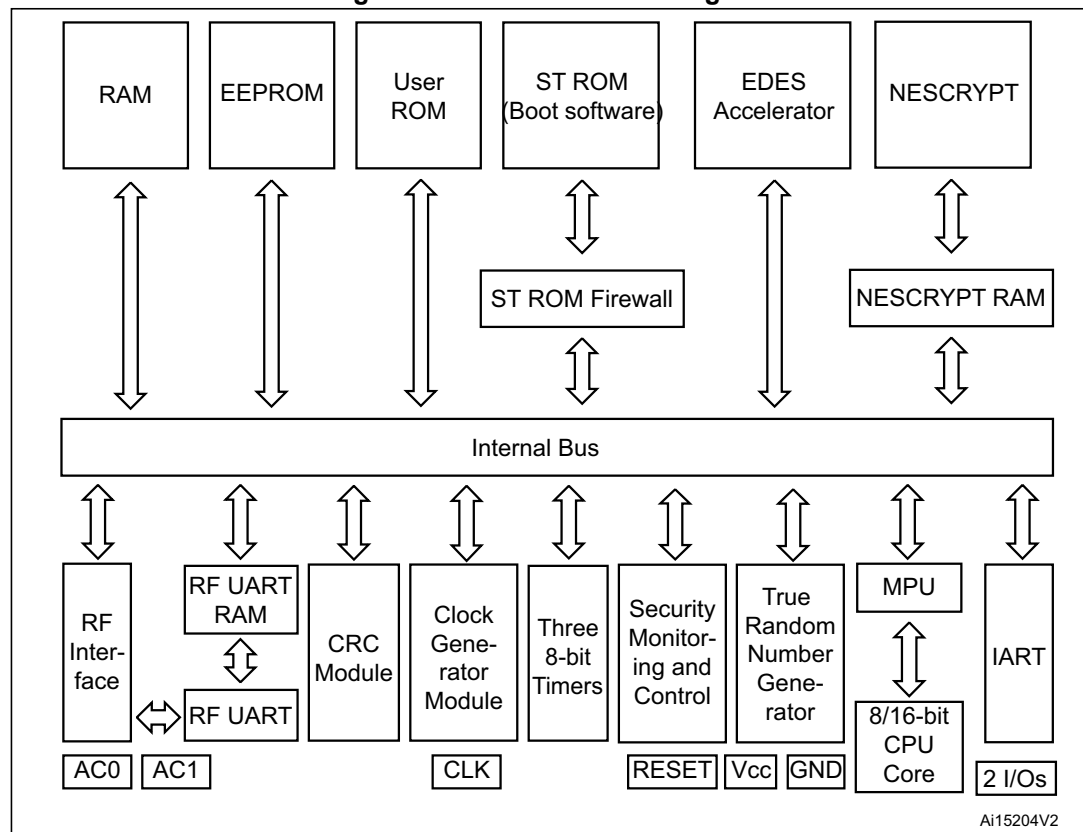 RAM
EEPROM
User
ROM
ST ROM
(Boot software)
EDES
Accelerator
NESCRYPT
ST ROM Firewall
NESCRYPT RAM
Internal Bus
RF
Inter-
face
RF UART
RAM
RF UART
CRC
Module
Clock
Gene-
rator
Module
Three
8-bit
Timers
Security
Monitor-
ing and
Control
True
Random
Number
Gene-
rator
MPU
8/16-bit
CPU
Core
IART
AC0
AC1
CLK
RESET
Vcc
GND
2 I/Os
Ai15204V2